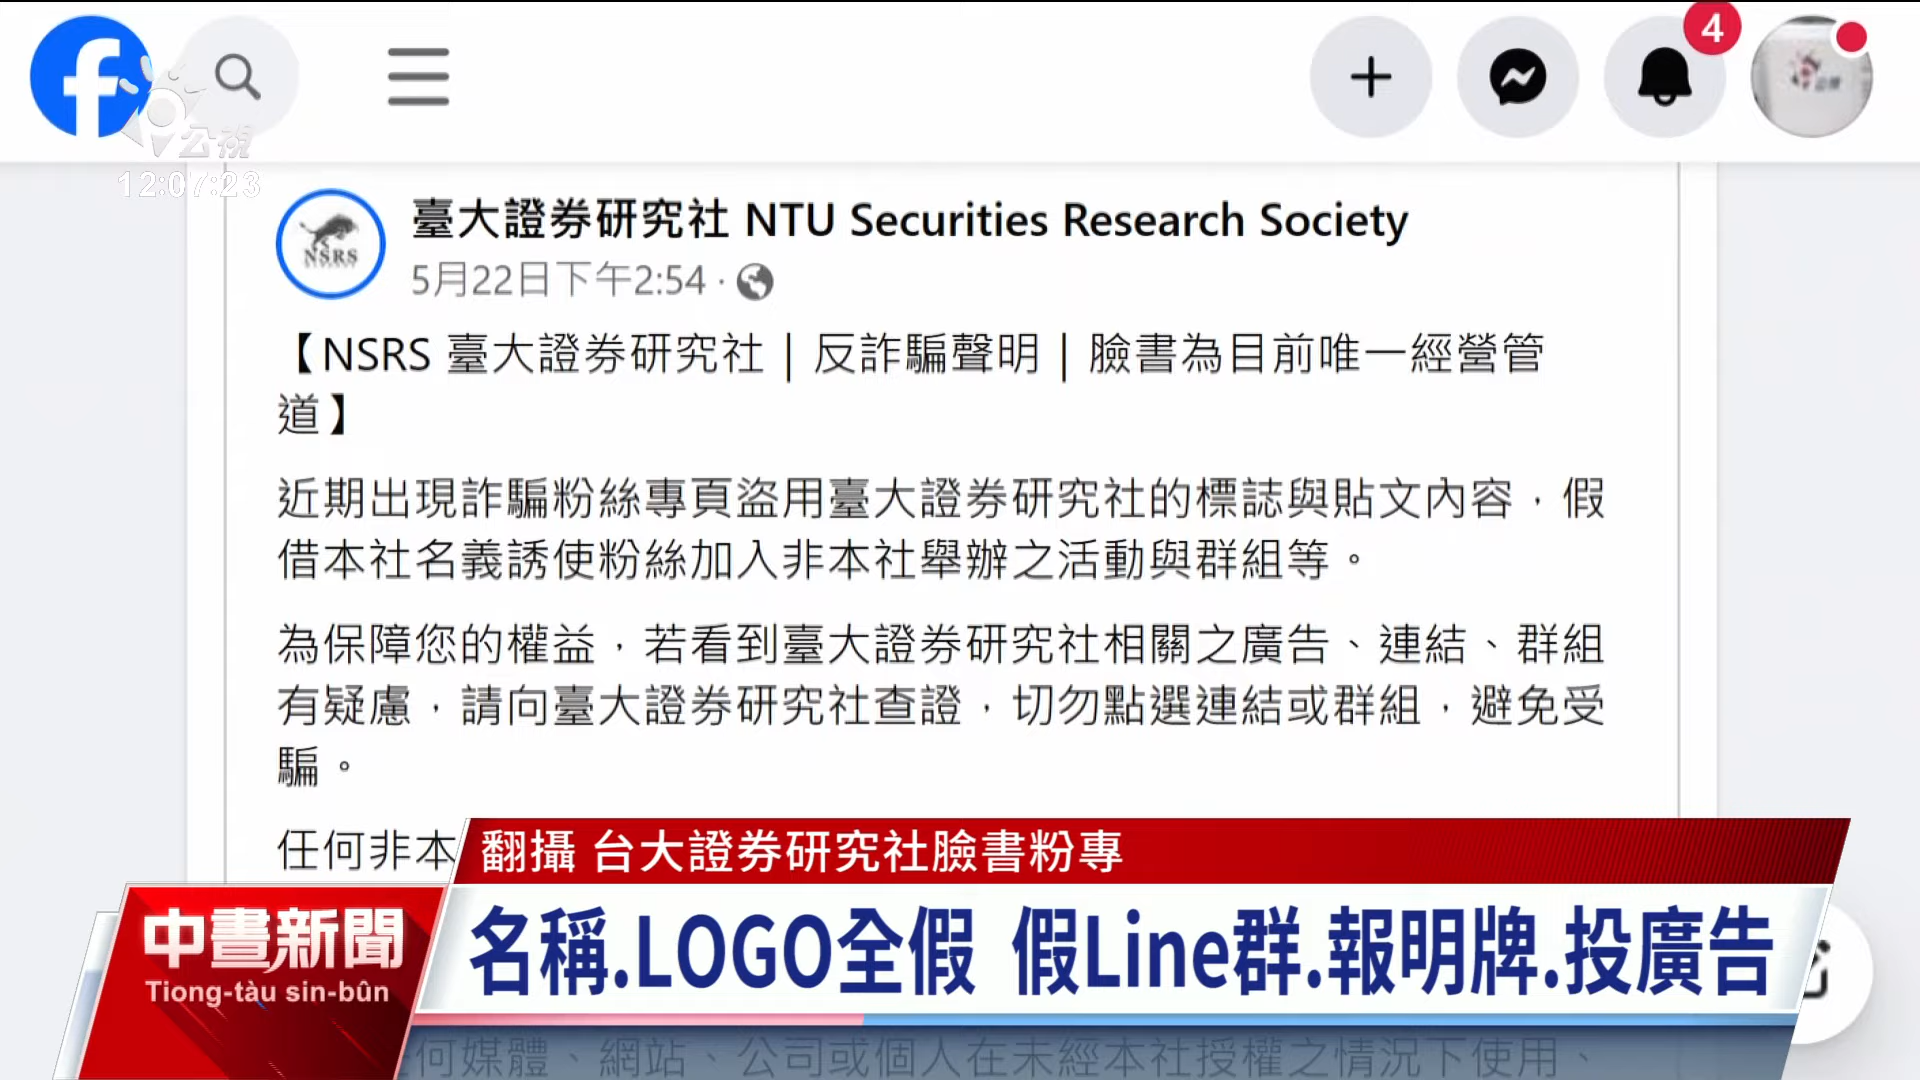 4
公視
12:07:23
NSRS
臺大證券研究社 NTU Securities Research Society
5月22日下午2:54 ·
【NSRS 臺大證券研究社 | 反詐騙聲明 | 臉書為目前唯一經營管
道】
近期出現詐騙粉絲專頁盜用臺大證券研究社的標誌與貼文內容，假
借本社名義誘使粉絲加入非本社舉辦之活動與群組等。
為保障您的權益，若看到臺大證券研究社相關之廣告、連結、群組
有疑慮，請向臺大證券研究社查證，切勿點選連結或群組，避免受
騙。
任何非本
翻攝 台大證券研究社臉書粉專
中晝新聞
Tiong-tàu sin-bûn
名稱.LOGO全假 假Line群.報明牌.投廣告
何媒體、網站、公司或個人在未經本社授權之情況下使用、